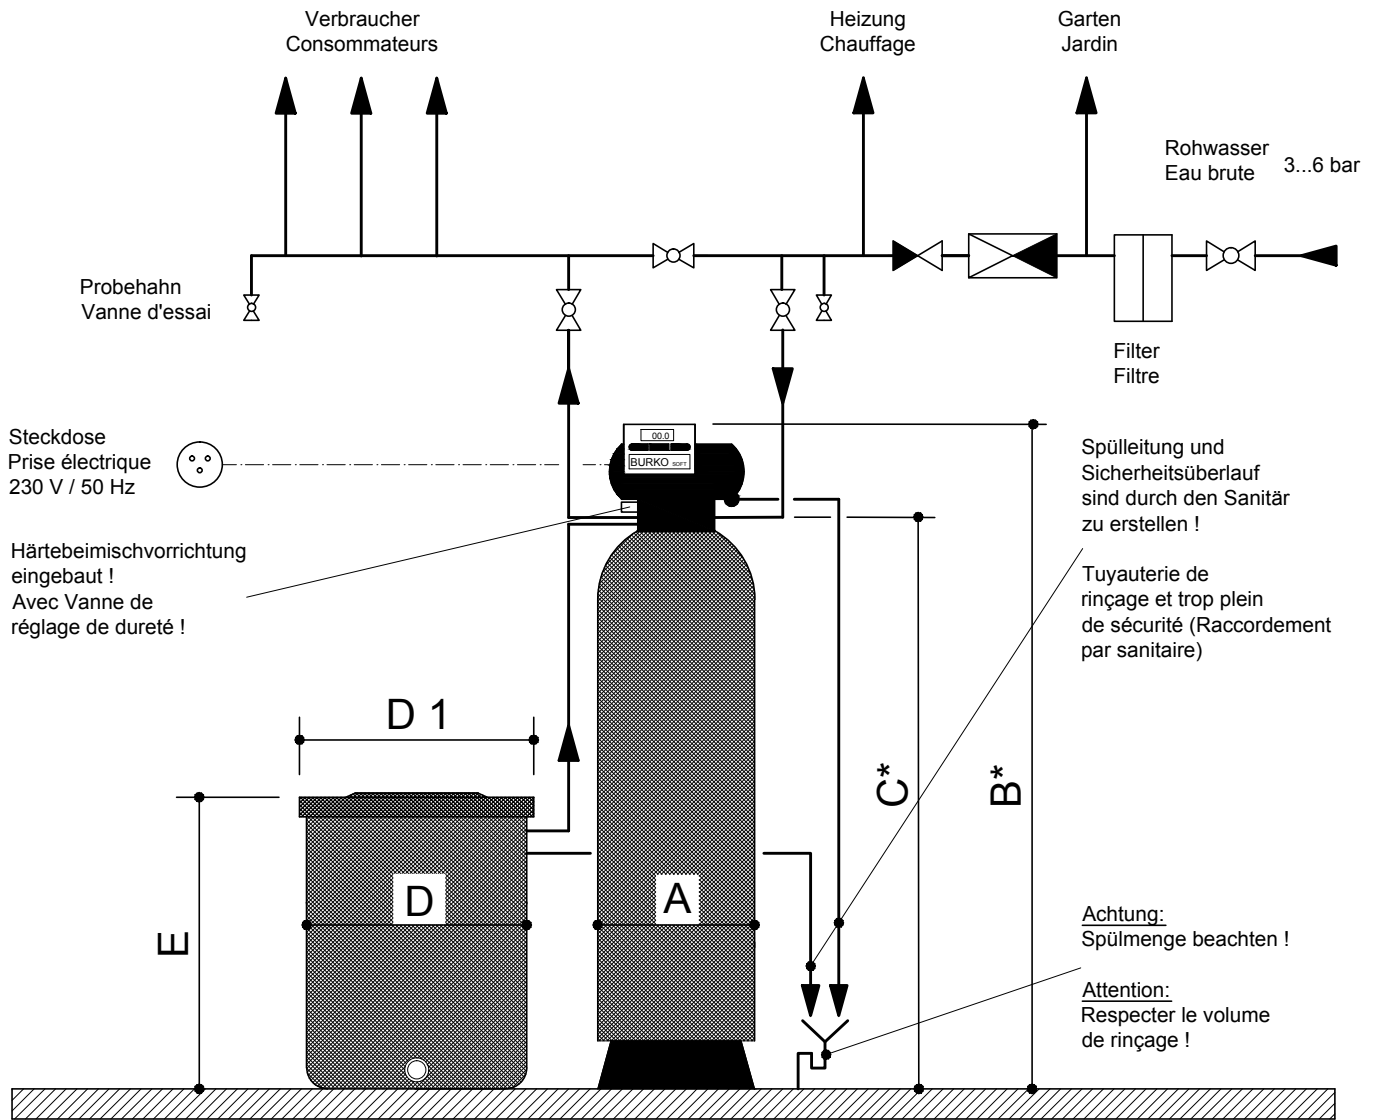 Verbraucher
Consommateurs
Heizung
Chauffage
Garten
Jardin
Rohwasser
Eau brute
3...6 bar
Probehahn
Vanne d'essai
Filter
Filtre
Steckdose
Prise électrique
230 V / 50 Hz
00.0
BURKO SOFT
Spülleitung und
Sicherheitsüberlauf
sind durch den Sanitär
zu erstellen !
Härtebeimischvorrichtung
eingebaut !
Avec Vanne de
réglage de dureté !
Tuyauterie de
rinçage et trop plein
de sécurité (Raccordement
par sanitaire)
D 1
C*
B*
D
A
E
Achtung:
Spülmenge beachten !
Attention:
Respecter le volume
de rinçage !